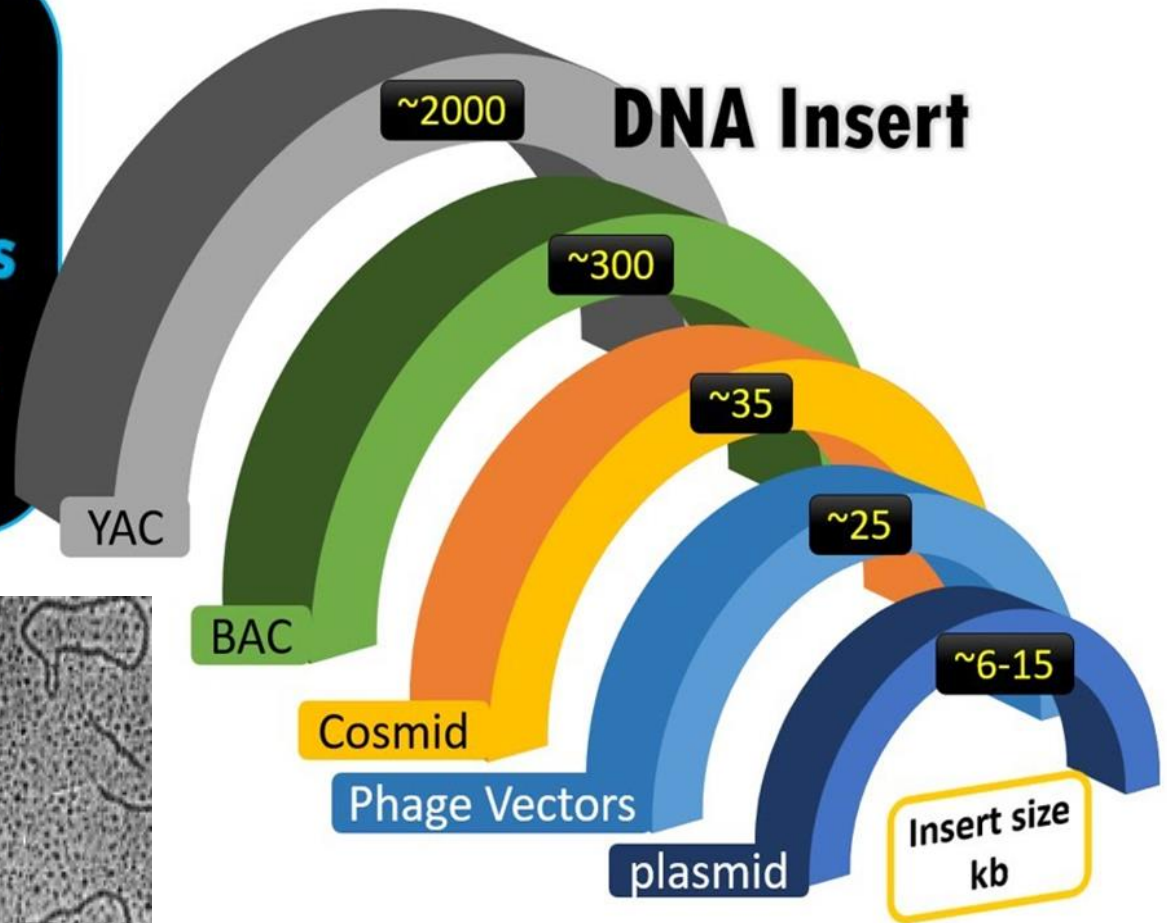 DNA Insert
~2000
~300
~35
~25
~6-15
YAC
BAC
Cosmid
Phage Vectors
plasmid
Insert size
kb